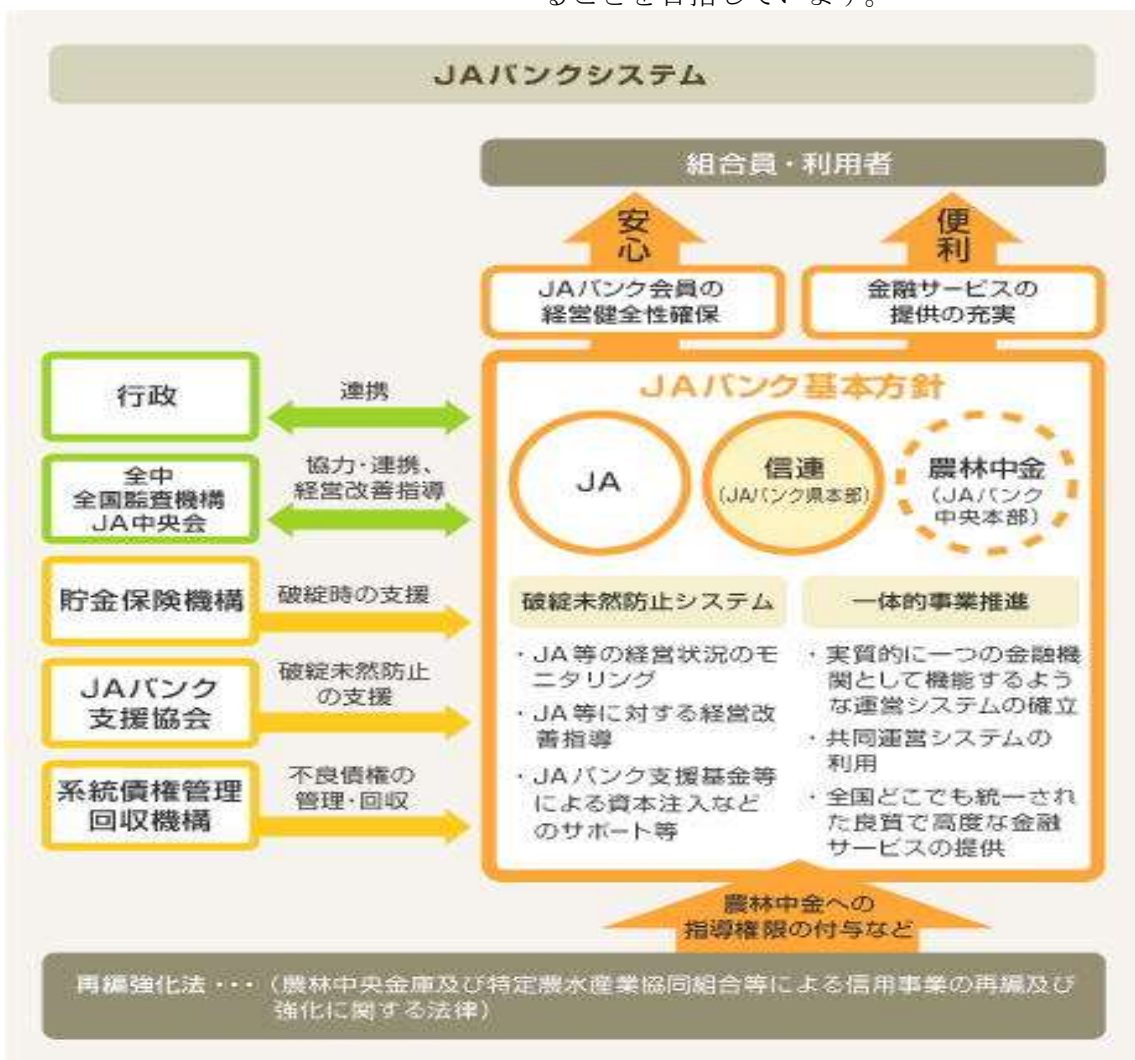 ることを目指しています。
JAバンクシステム
組合員・利用者
安心
便利
JAバンク会員の
経営健全性確保
金融サービスの
提供の充実
行政
連携
全中
全国監査機構
JA中央会
協力・連携、
経営改善指導
貯金保険機構
破綻時の支援
JAバンク
支援協会
破綻未然防止
の支援
系統債権管理
回収機構
不良債権の
管理・回収
JAバンク基本方針
JA
信連
(JAバンク県本部)
農林中金
(JAバンク
中央本部)
破綻未然防止システム
・JA等の経営状況のモ
ニタリング
・JA等に対する経営改
善指導
・JAバンク支援基金等
による資本注入など
のサポート等
一体的事業推進
・実質的に一つの金融機
関として機能するよう
な運営システムの確立
・共同運営システムの
利用
・全国どこでも統一され
た良質で高度な金融
サービスの提供
農林中金への
指導権限の付与など
再編強化法・・・(農林中央金庫及び特定農水産業協同組合等による信用事業の再編及び
強化に関する法律)